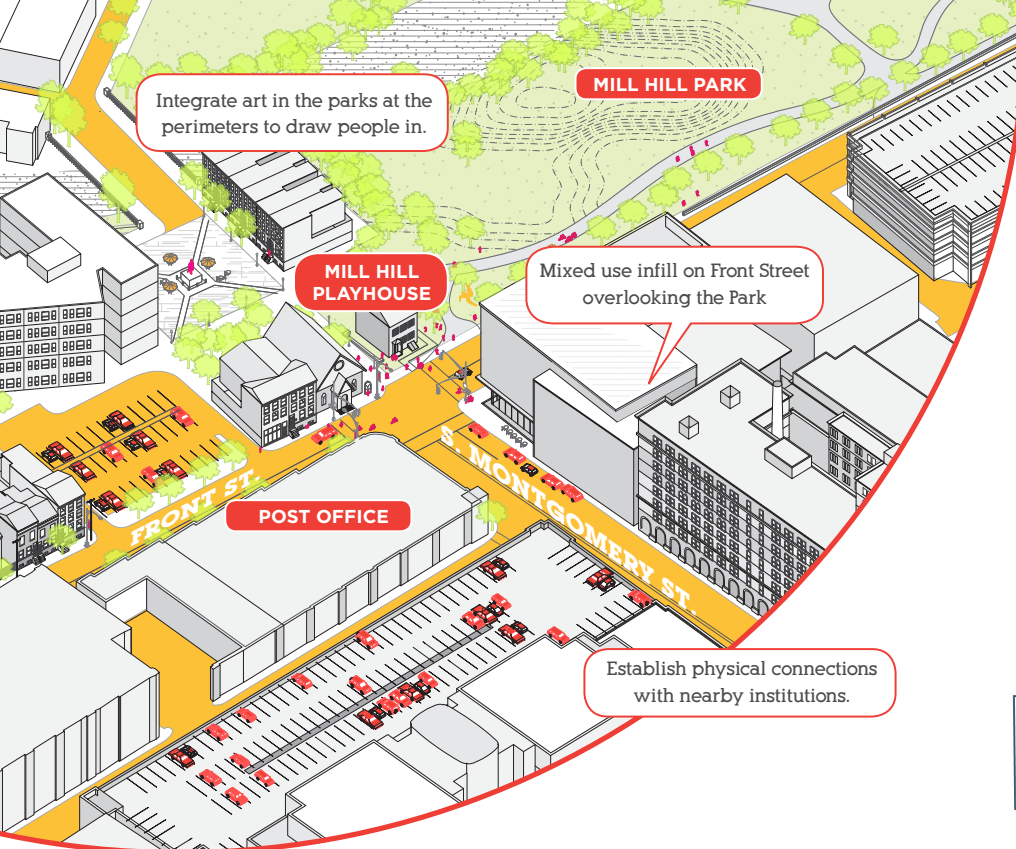 MILL HILL PARK
Integrate art in the parks at the
perimeters to draw people in.
MILL HILL
PLAYHOUSE
Mixed use infill on Front Street
overlooking the Park
S. MONTGOMERY ST.
FRONT ST.
POST OFFICE
Establish physical connections
with nearby institutions.